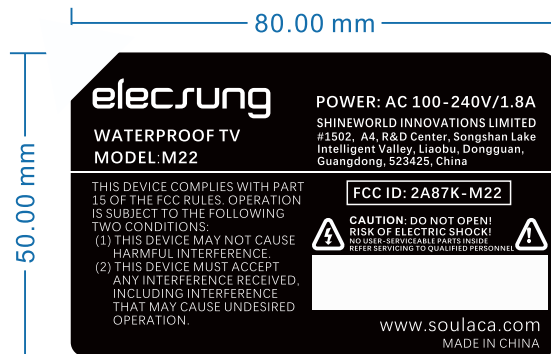 80.00 mm
50.00 mm
elecsung
WATERPROOF TV
MODEL:M22
POWER: AC 100-240V/1.8A
SHINEWORLD INNOVATIONS LIMITED
#1502, A4, R&D Center, Songshan Lake
Intelligent Valley, Liaobu, Dongguan,
Guangdong, 523425, China
THIS DEVICE COMPLIES WITH PART
15 OF THE FCC RULES. OPERATION
IS SUBJECT TO THE FOLLOWING
TWO CONDITIONS:
(1) THIS DEVICE MAY NOT CAUSE
HARMFUL INTERFERENCE.
(2) THIS DEVICE MUST ACCEPT
ANY INTERFERENCE RECEIVED,
INCLUDING INTERFERENCE
THAT MAY CAUSE UNDESIRED
OPERATION.
FCC ID: 2A87K-M22
CAUTION: DO NOT OPEN!
RISK OF ELECTRIC SHOCK!
NO USER-SERVICEABLE PARTS INSIDE
REFER SERVICING TO QUALIFIED PERSONNEL
www.soulaca.com
MADE IN CHINA